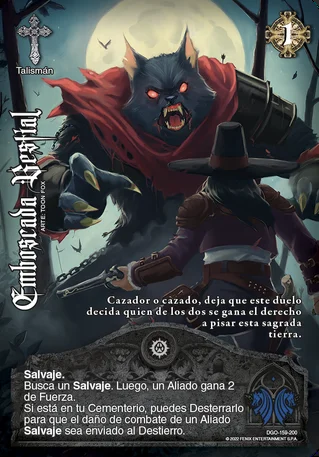 Talismán
1
Emboscada Bestial
ARTE: TOON FOX
Cazador o cazado, deja que este duelo
decida quien de los dos se gana el derecho
a pisar esta sagrada
tierra.
Salvaje.
Busca un Salvaje. Luego, un Aliado gana 2
de Fuerza.
Si está en tu Cementerio, puedes Desterrarlo
para que el daño de combate de un Aliado
Salvaje sea enviado al Destierro.
DGO-159-200
© 2022 FENIX ENTERTAINMENT S.P.A.